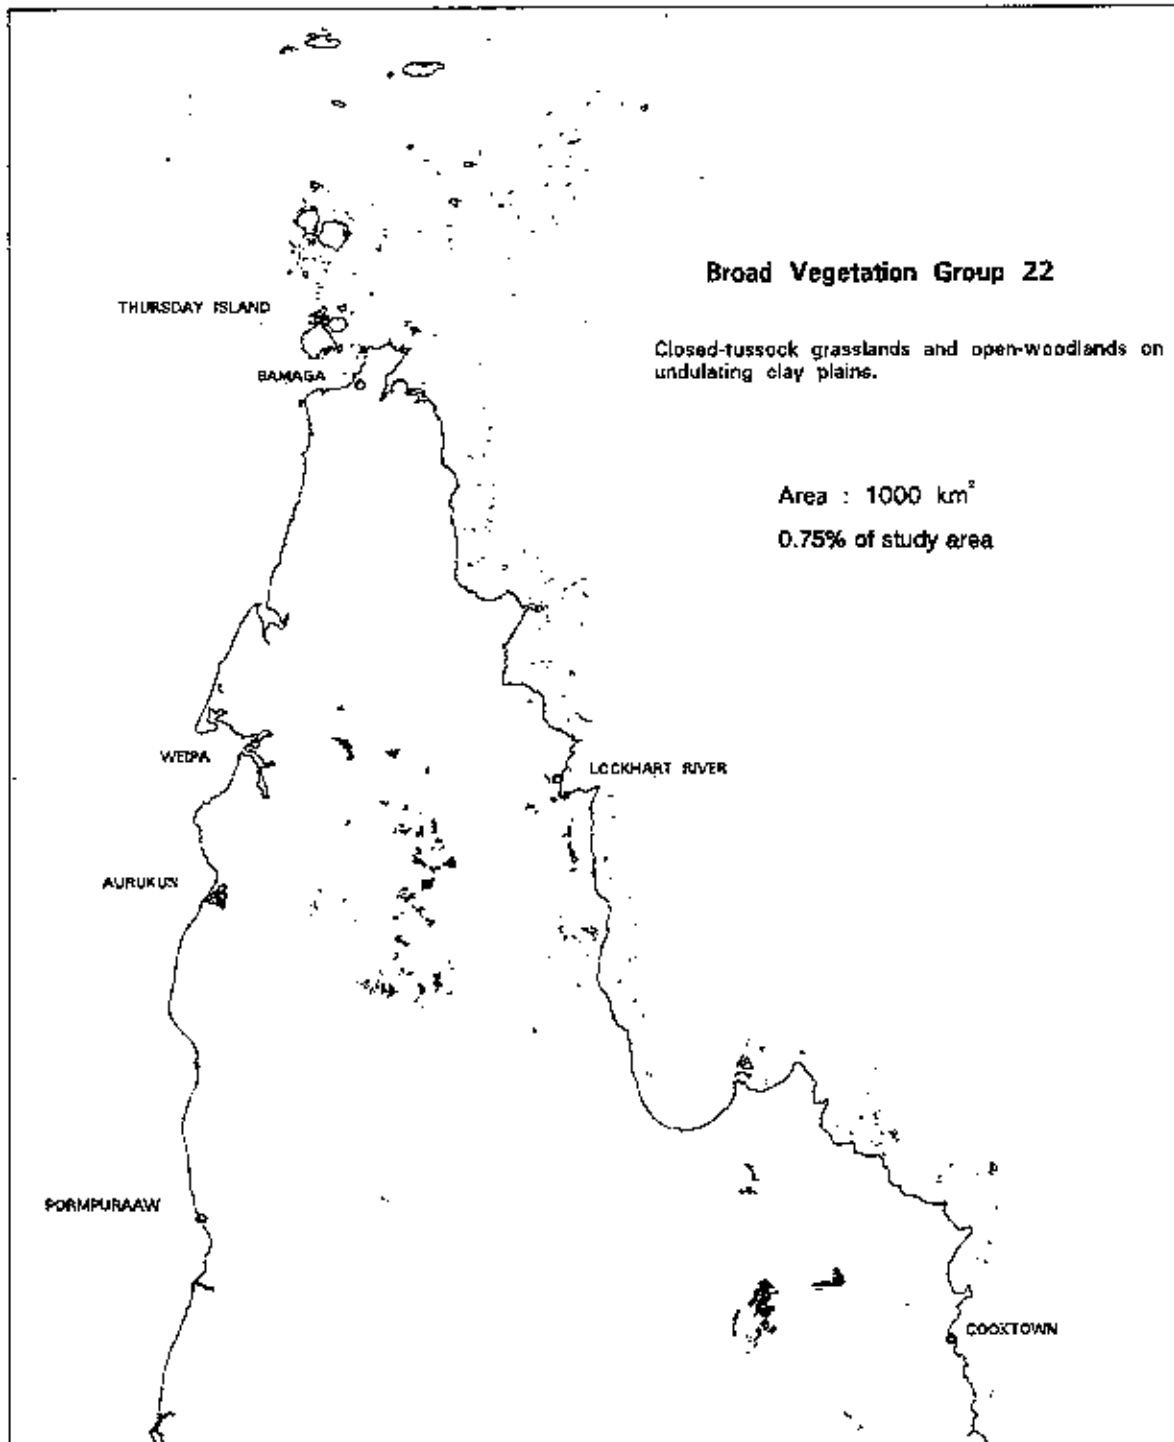 Broad Vegetation Group 22
THURSDAY ISLAND
Closed-tussock grasslands and open-woodlands on
undulating clay plains.
BAMAGA
Area : 1000 km²
0.75% of study area
WEIPA
LOCKHART RIVER
AURUKUN
PORMPURAAW
COOKTOWN